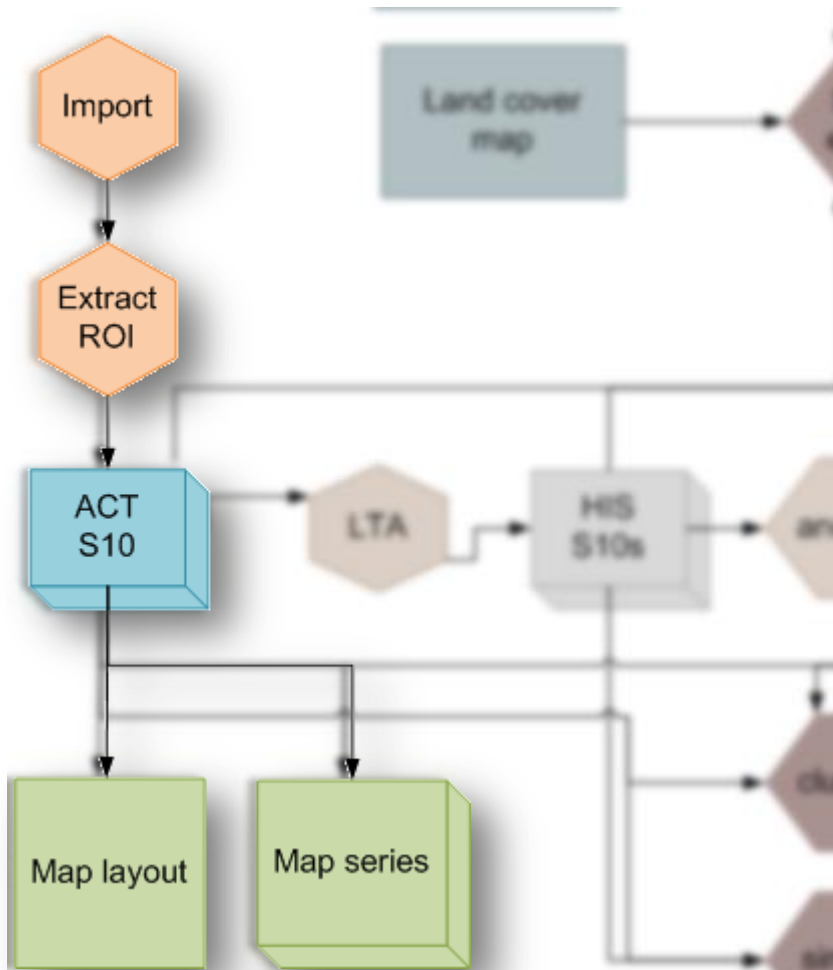 Import
Land cover
map
Extract
ROI
ACT
S10
LTA
HIS
S10s
Map layout
Map series